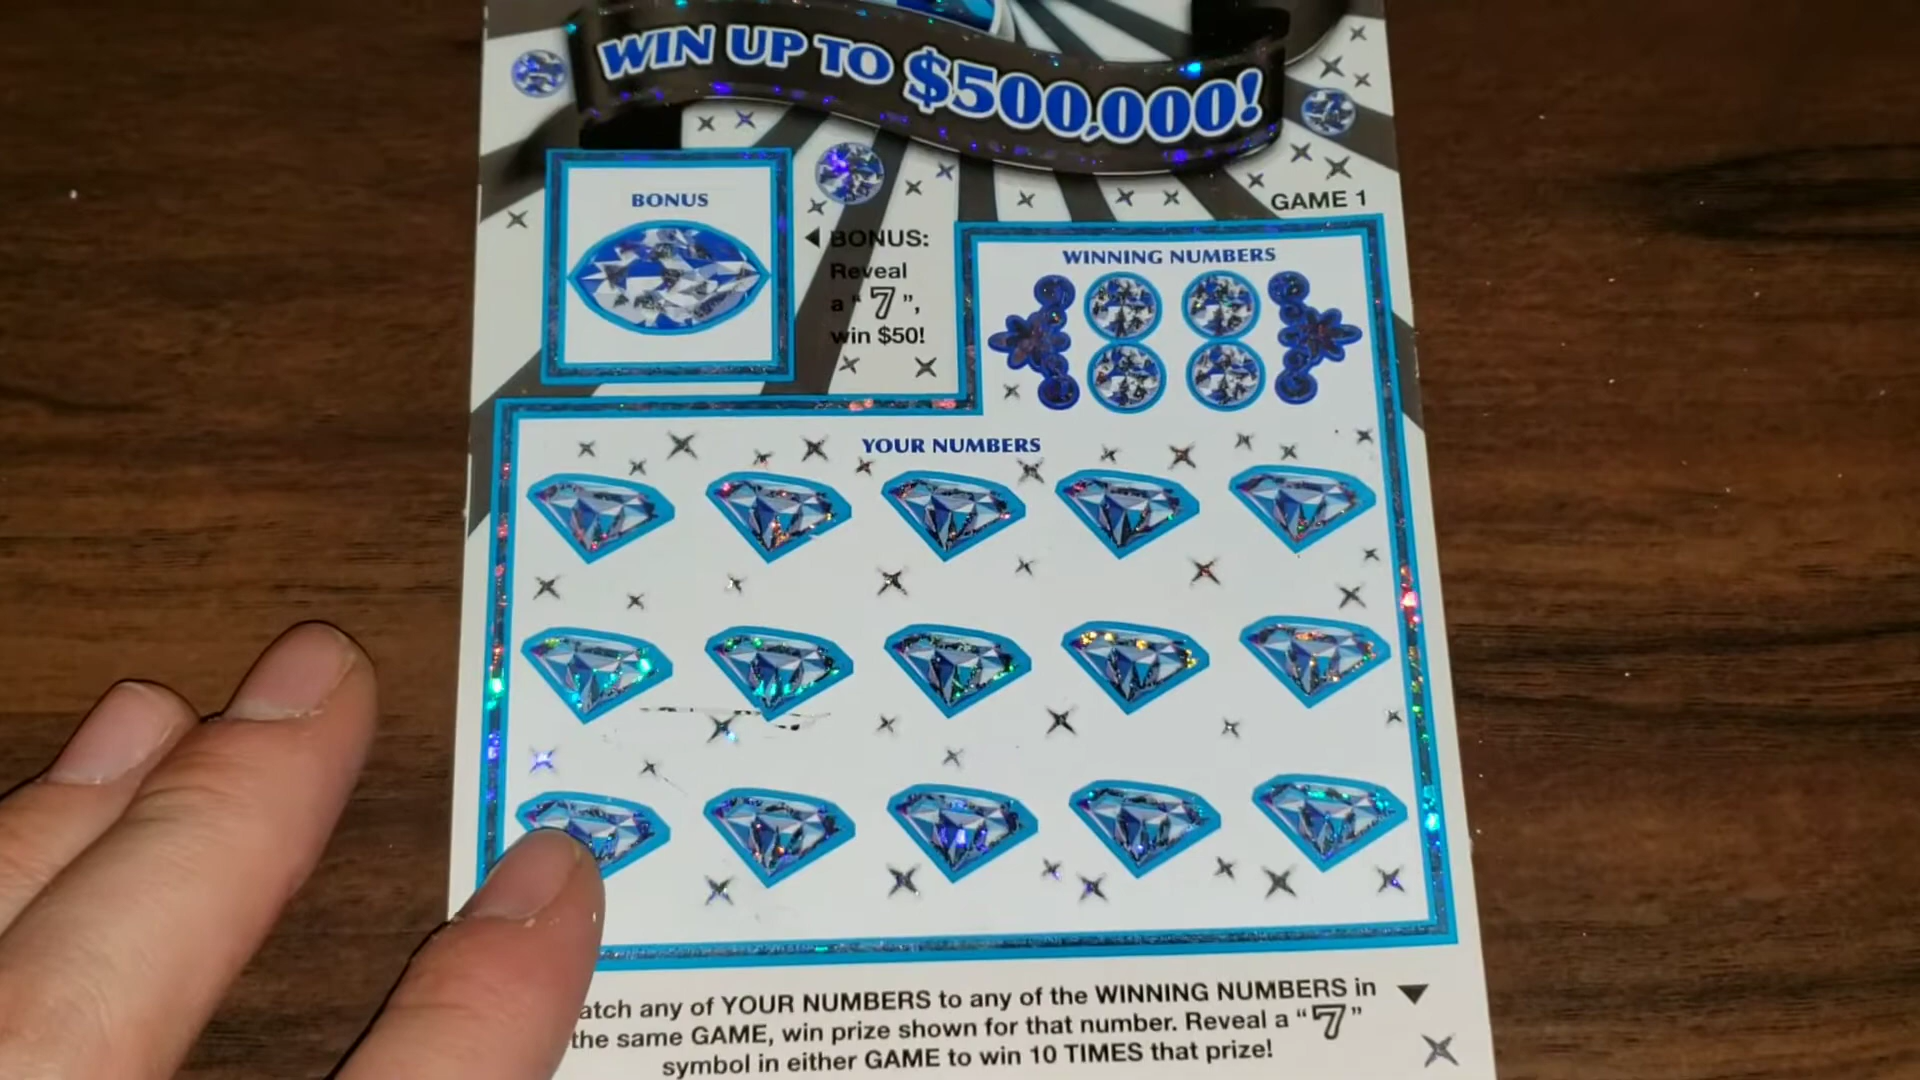 WIN UP TO $500,000!
BONUS
BONUS:
Reveal
a "7",
win $50!
GAME 1
WINNING NUMBERS
YOUR NUMBERS
atch any of YOUR NUMBERS to any of the WINNING NUMBERS in
the same GAME, win prize shown for that number. Reveal a "7"
symbol in either GAME to win 10 TIMES that prize!